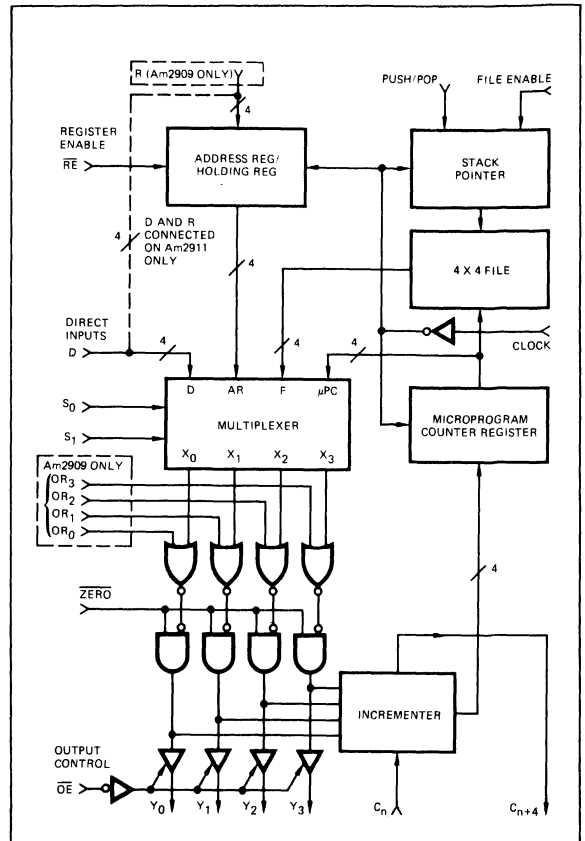 R (Am2909 ONLY)
4
PUSH/POP
FILE ENABLE
REGISTER
ENABLE
R̅E̅
ADDRESS REG/
HOLDING REG
STACK
POINTER
4
D AND R
CONNECTED
ON Am2911
ONLY
4
4 X 4 FILE
DIRECT
INPUTS
D
4
4
4
CLOCK
D
AR
F
μPC
MULTIPLEXER
X₀
X₁
X₂
X₃
S₀
S₁
MICROPROGRAM
COUNTER REGISTER
Am2909 ONLY
OR₃
OR₂
OR₁
OR₀
4
Z̅E̅R̅O̅
INCREMENTER
OUTPUT
CONTROL
O̅E̅
Y₀
Y₁
Y₂
Y₃
Cₙ
Cₙ₊₄